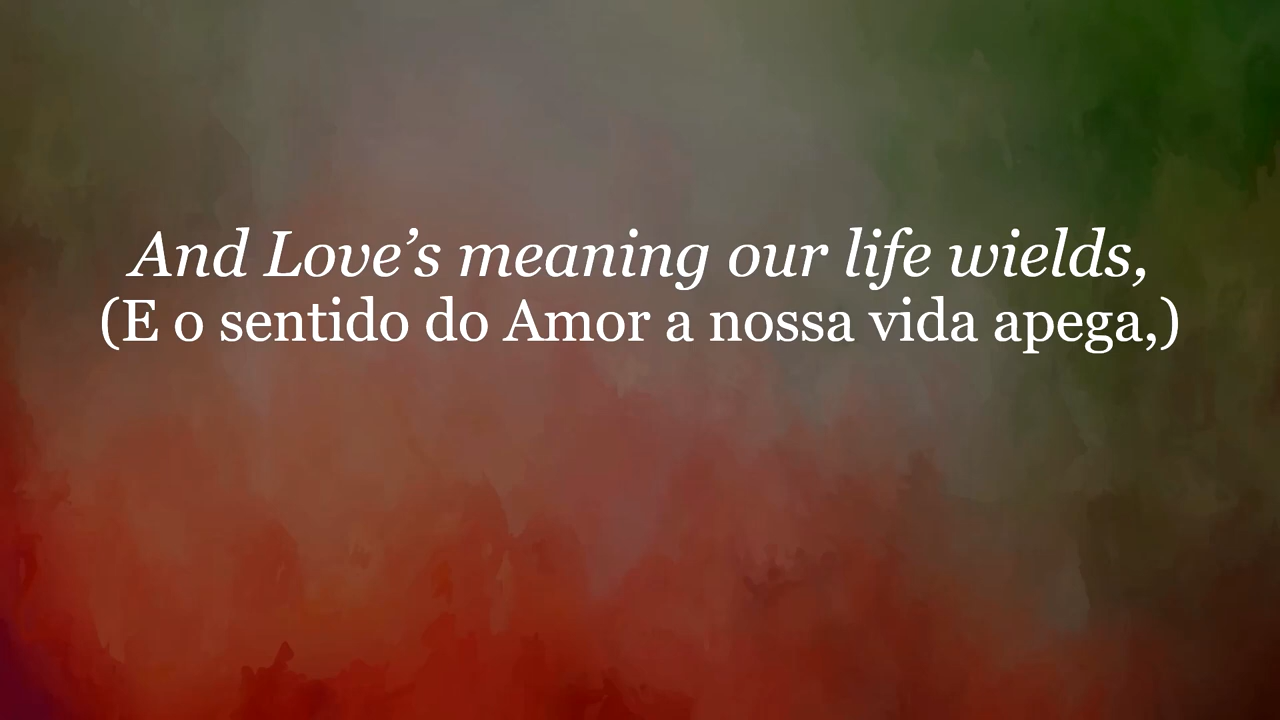 And Love’s meaning our life wields,
(E o sentido do Amor a nossa vida apega,)